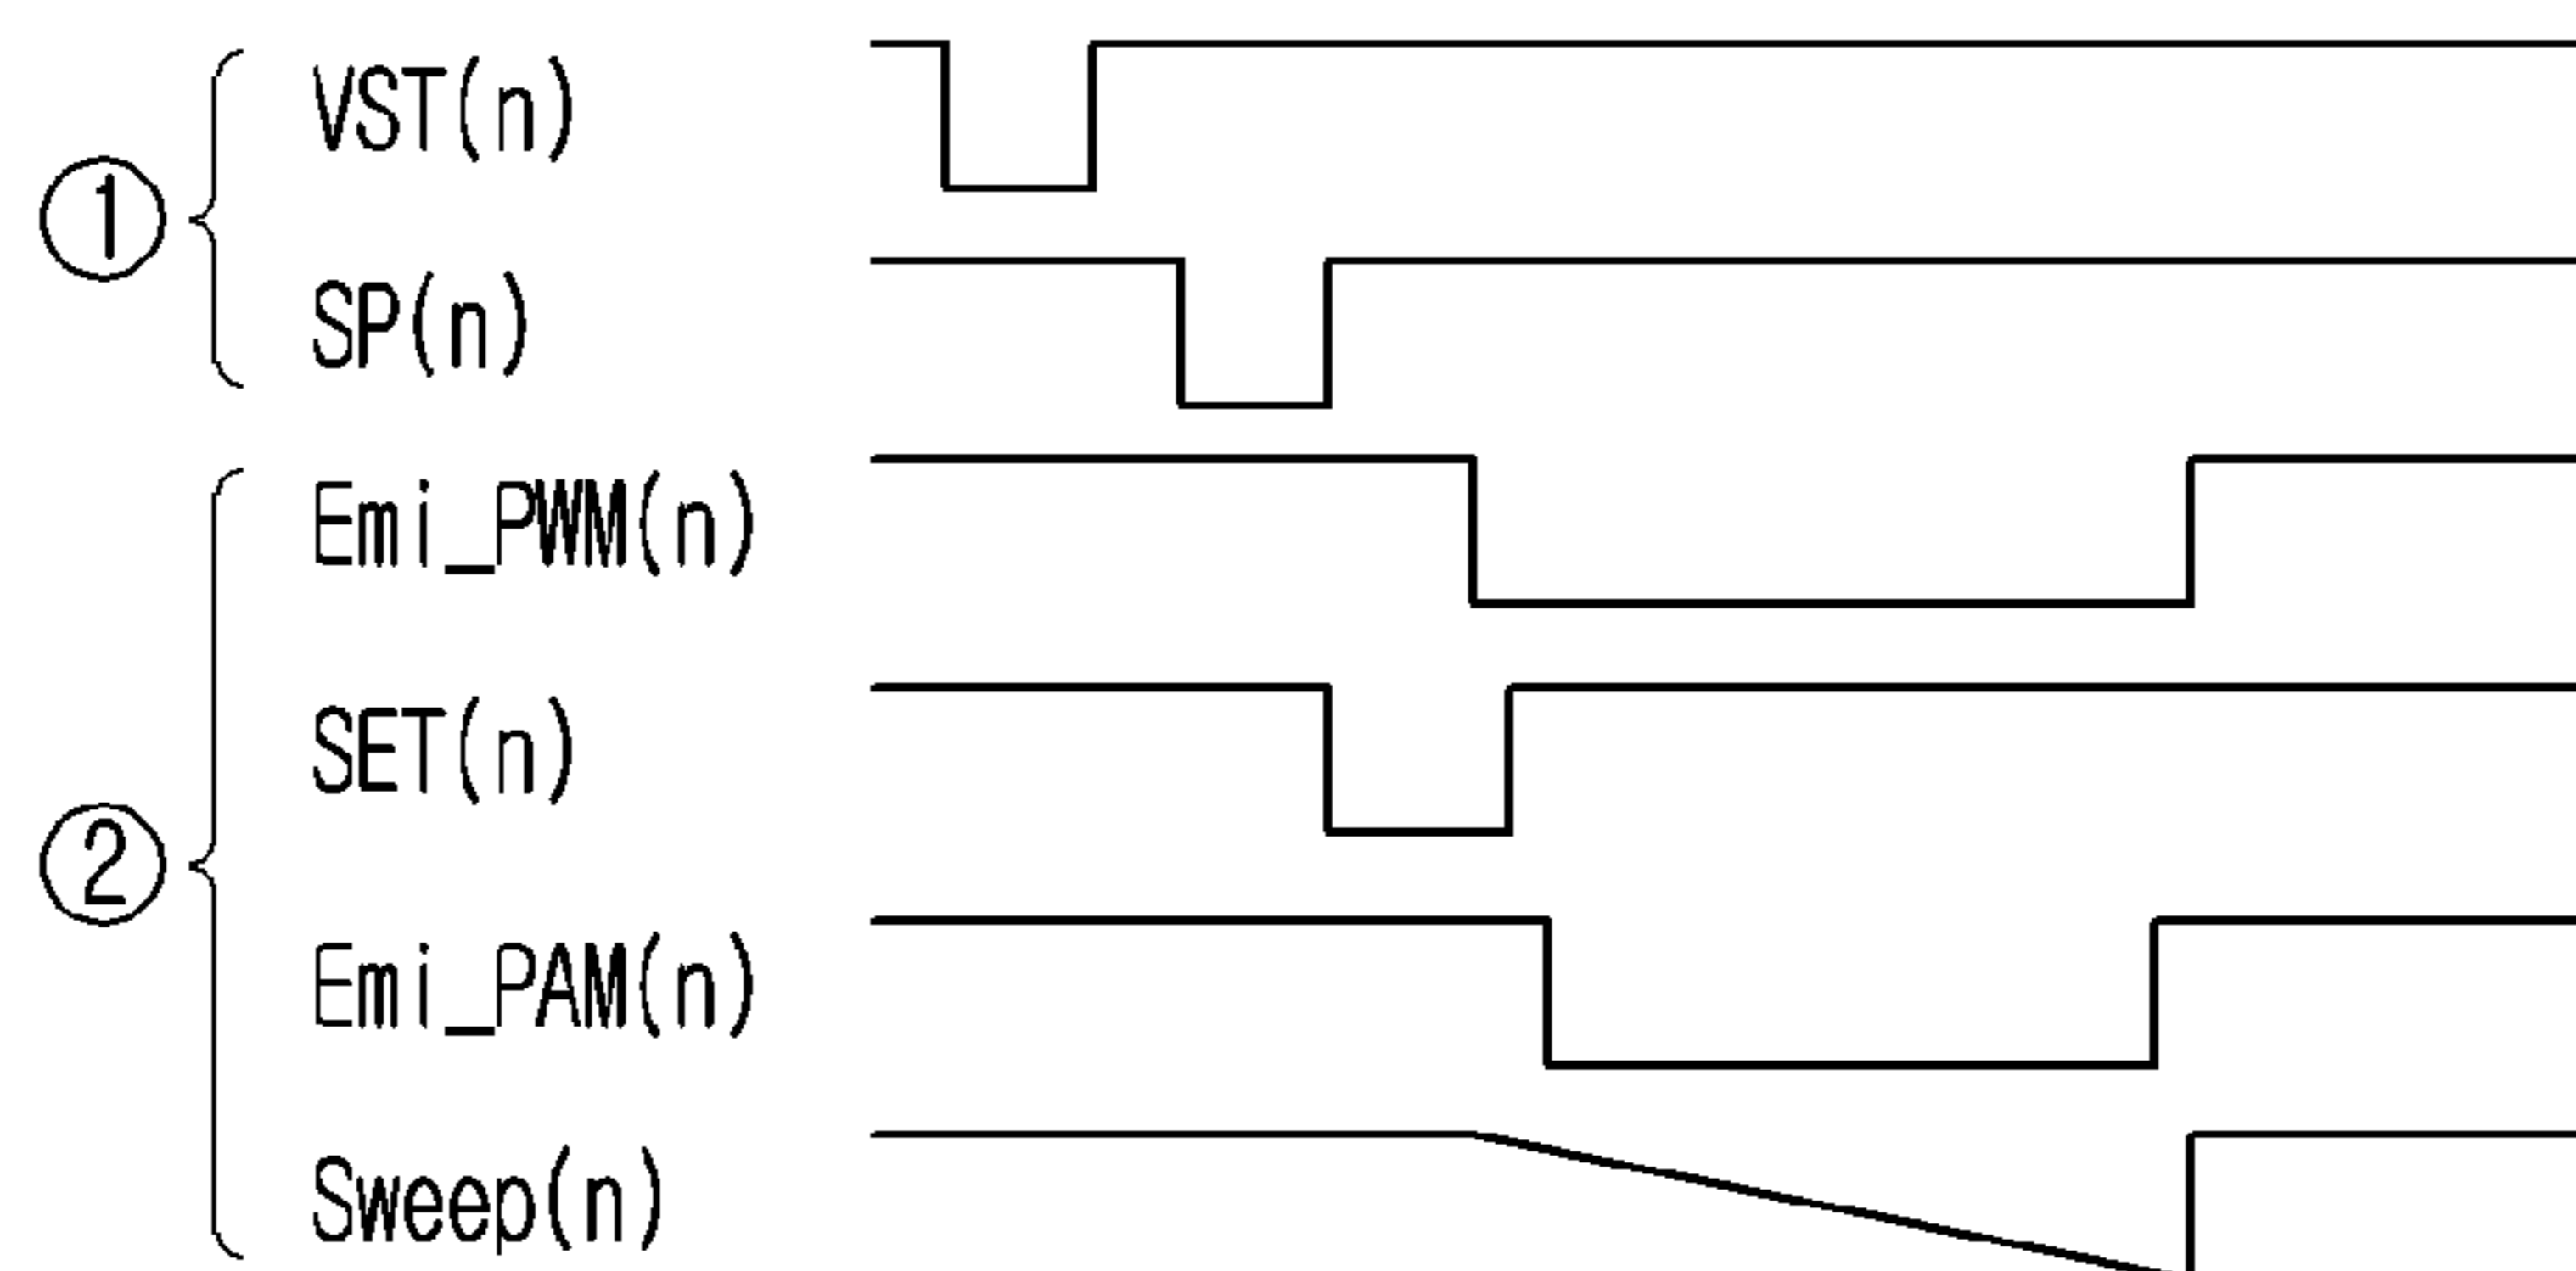 ①
VST(n)
SP(n)
②
Emi_PWM(n)
SET(n)
Emi_PAM(n)
Sweep(n)